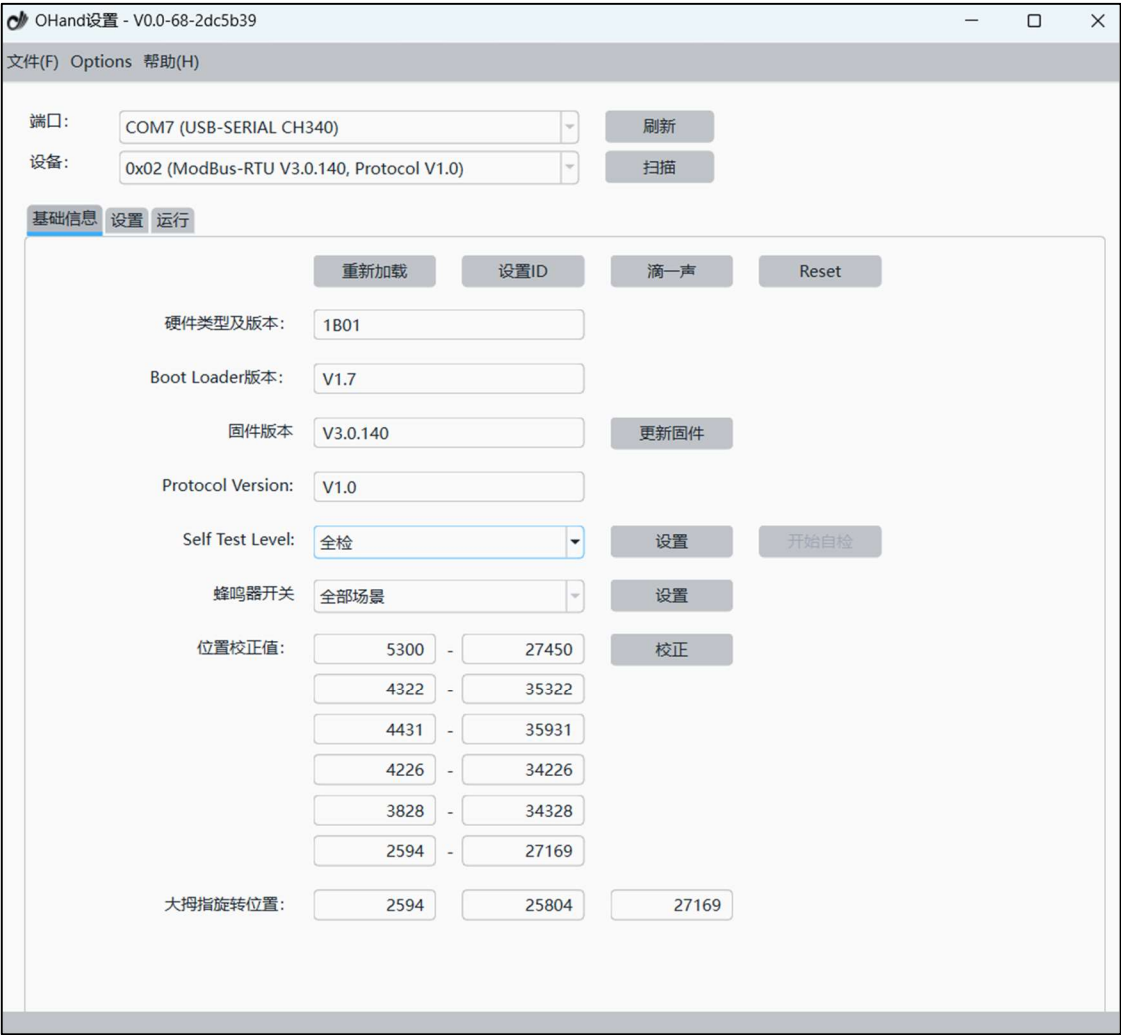 OHand设置 - V0.0-68-2dc5b39
文件(F) Options 帮助(H)
端口： COM7 (USB-SERIAL CH340) 刷新
设备： 0x02 (ModBus-RTU V3.0.140, Protocol V1.0) 扫描
基础信息 设置 运行
重新加载 设置ID 滴一声 Reset
硬件类型及版本： 1B01
Boot Loader版本： V1.7
固件版本 V3.0.140 更新固件
Protocol Version: V1.0
Self Test Level: 全检 设置 开始自检
蜂鸣器开关 全部场景 设置
位置校正值： 5300 - 27450 校正
4322 - 35322
4431 - 35931
4226 - 34226
3828 - 34328
2594 - 27169
大拇指旋转位置： 2594 25804 27169